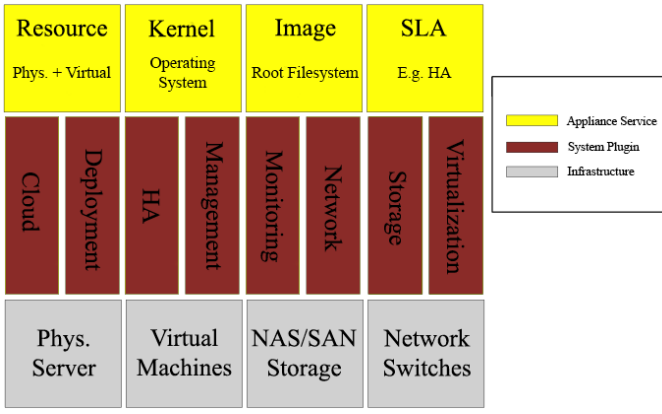 Resource
Phys. + Virtual
Kernel
Operating
System
Image
Root Filesystem
SLA
E.g. HA
Cloud
Deployment
HA
Management
Monitoring
Network
Storage
Virtualization
Phys.
Server
Virtual
Machines
NAS/SAN
Storage
Network
Switches
Appliance Service
System Plugin
Infrastructure